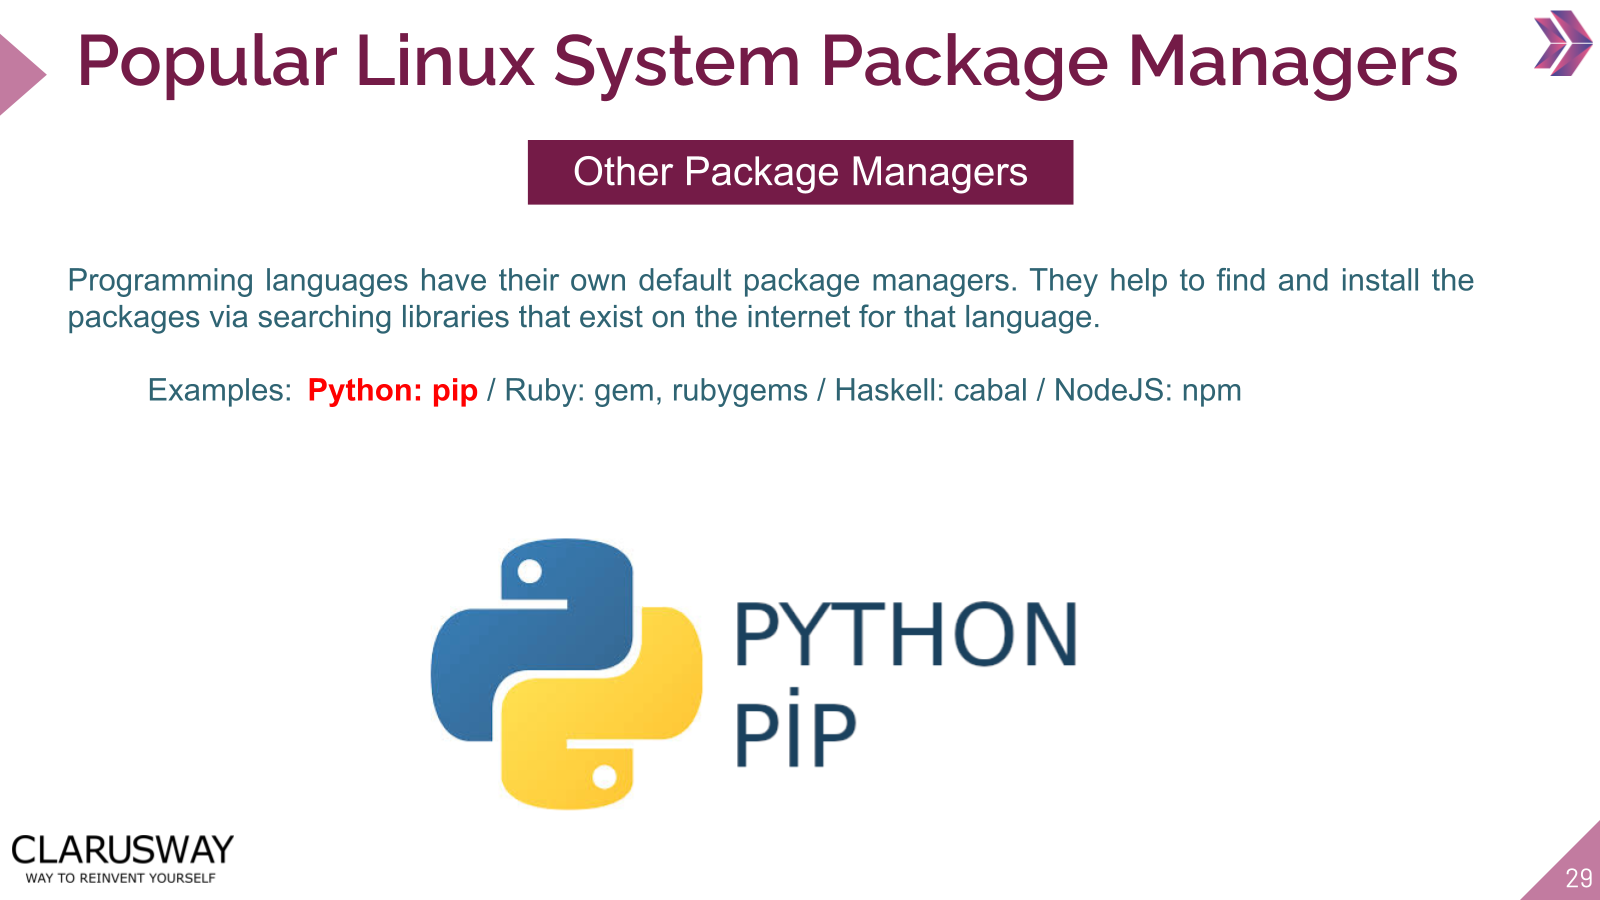 Popular Linux System Package Managers
Other Package Managers
Programming languages have their own default package managers. They help to find and install the
packages via searching libraries that exist on the internet for that language.
Examples: Python: pip / Ruby: gem, rubygems / Haskell: cabal / NodeJS: npm
PYTHON
PİP
CLARUSWAY
WAY TO REINVENT YOURSELF
29